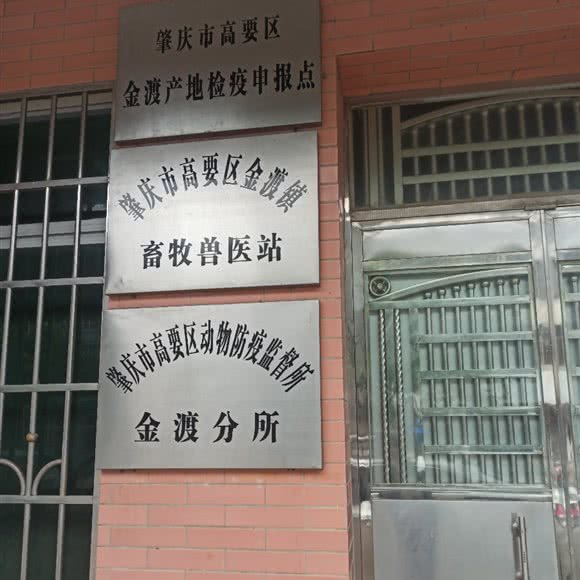 肇庆市高要区
金渡产地检疫申报点
肇庆市高要区金渡镇
畜牧兽医站
肇庆市高要区动物防疫监督所
金渡分所